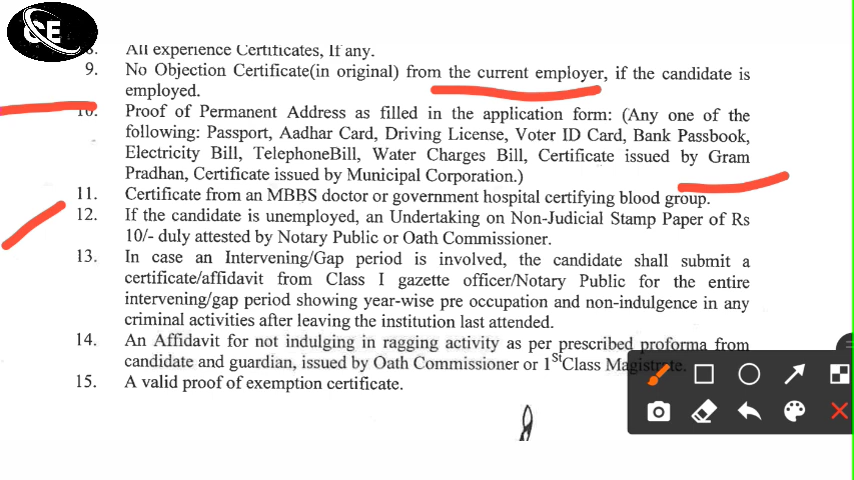 CE
8. All experience Certificates, If any.
9. No Objection Certificate(in original) from the current employer, if the candidate is
employed.
10. Proof of Permanent Address as filled in the application form: (Any one of the
following: Passport, Aadhar Card, Driving License, Voter ID Card, Bank Passbook,
Electricity Bill, TelephoneBill, Water Charges Bill, Certificate issued by Gram
Pradhan, Certificate issued by Municipal Corporation.)
11. Certificate from an MBBS doctor or government hospital certifying blood group.
12. If the candidate is unemployed, an Undertaking on Non-Judicial Stamp Paper of Rs
10/- duly attested by Notary Public or Oath Commissioner.
13. In case an Intervening/Gap period is involved, the candidate shall submit a
certificate/affidavit from Class I gazette officer/Notary Public for the entire
intervening/gap period showing year-wise pre occupation and non-indulgence in any
criminal activities after leaving the institution last attended.
14. An Affidavit for not indulging in ragging activity as per prescribed proforma from
candidate and guardian, issued by Oath Commissioner or 1St Class Magistrate.
15. A valid proof of exemption certificate.